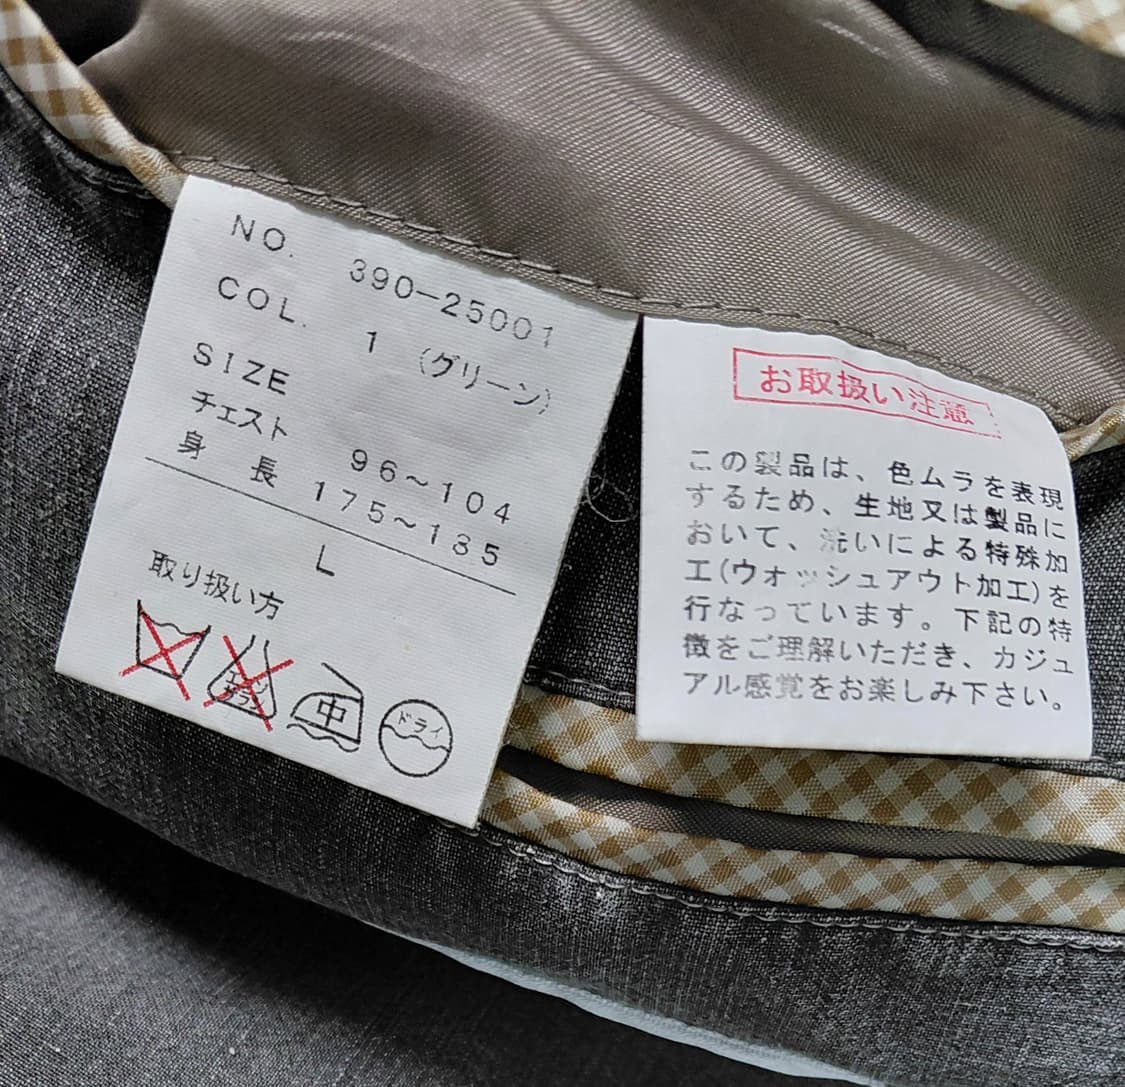 NO. 390-25001
COL. 1 (グリーン)
SIZE
チェスト 96~104
身 長 175~185
L
取り扱い方
エンソ
サラシ
中
ドライ
お取扱い注意
この製品は、色ムラを表現
するため、生地又は製品に
おいて、洗いによる特殊加
工(ウォッシュアウト加工)を
行なっています。下記の特
徴をご理解いただき、カジュ
アル感覚をお楽しみ下さい。